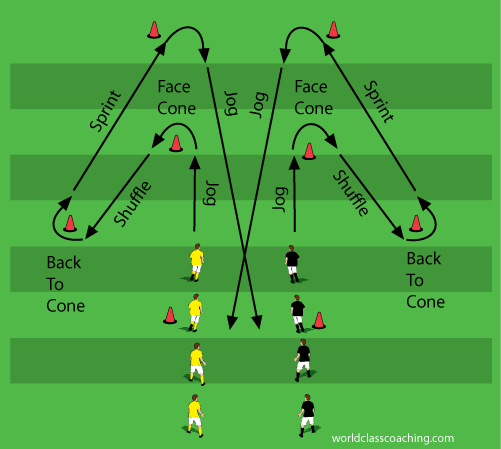 Sprint
Face
Cone
Jog
Jog
Face
Cone
Sprint
Shuffle
Jog
Jog
Shuffle
Back
To
Cone
Back
To
Cone
worldclasscoaching.com